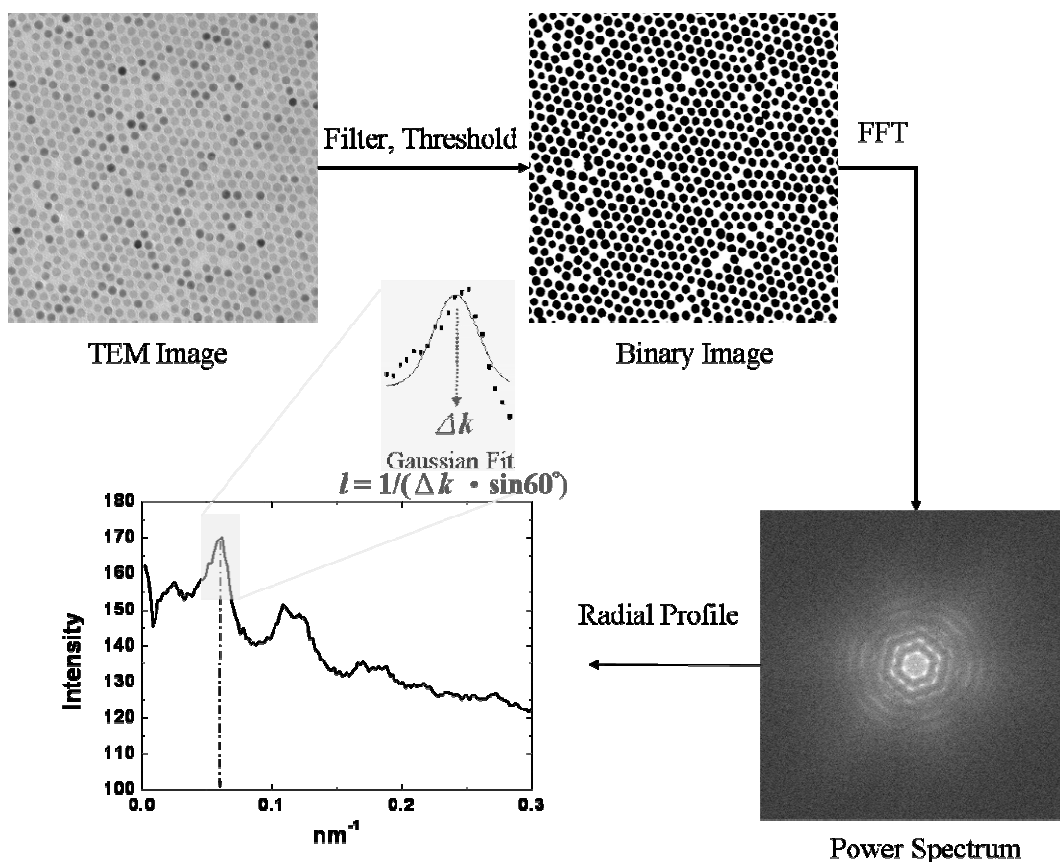 Filter, Threshold
FFT
TEM Image
Binary Image
Δk
Gaussian Fit
l = 1/(Δk • sin60°)
180
170
160
150
140
130
120
110
100
Intensity
0.0
0.1
0.2
0.3
nm⁻¹
Radial Profile
Power Spectrum